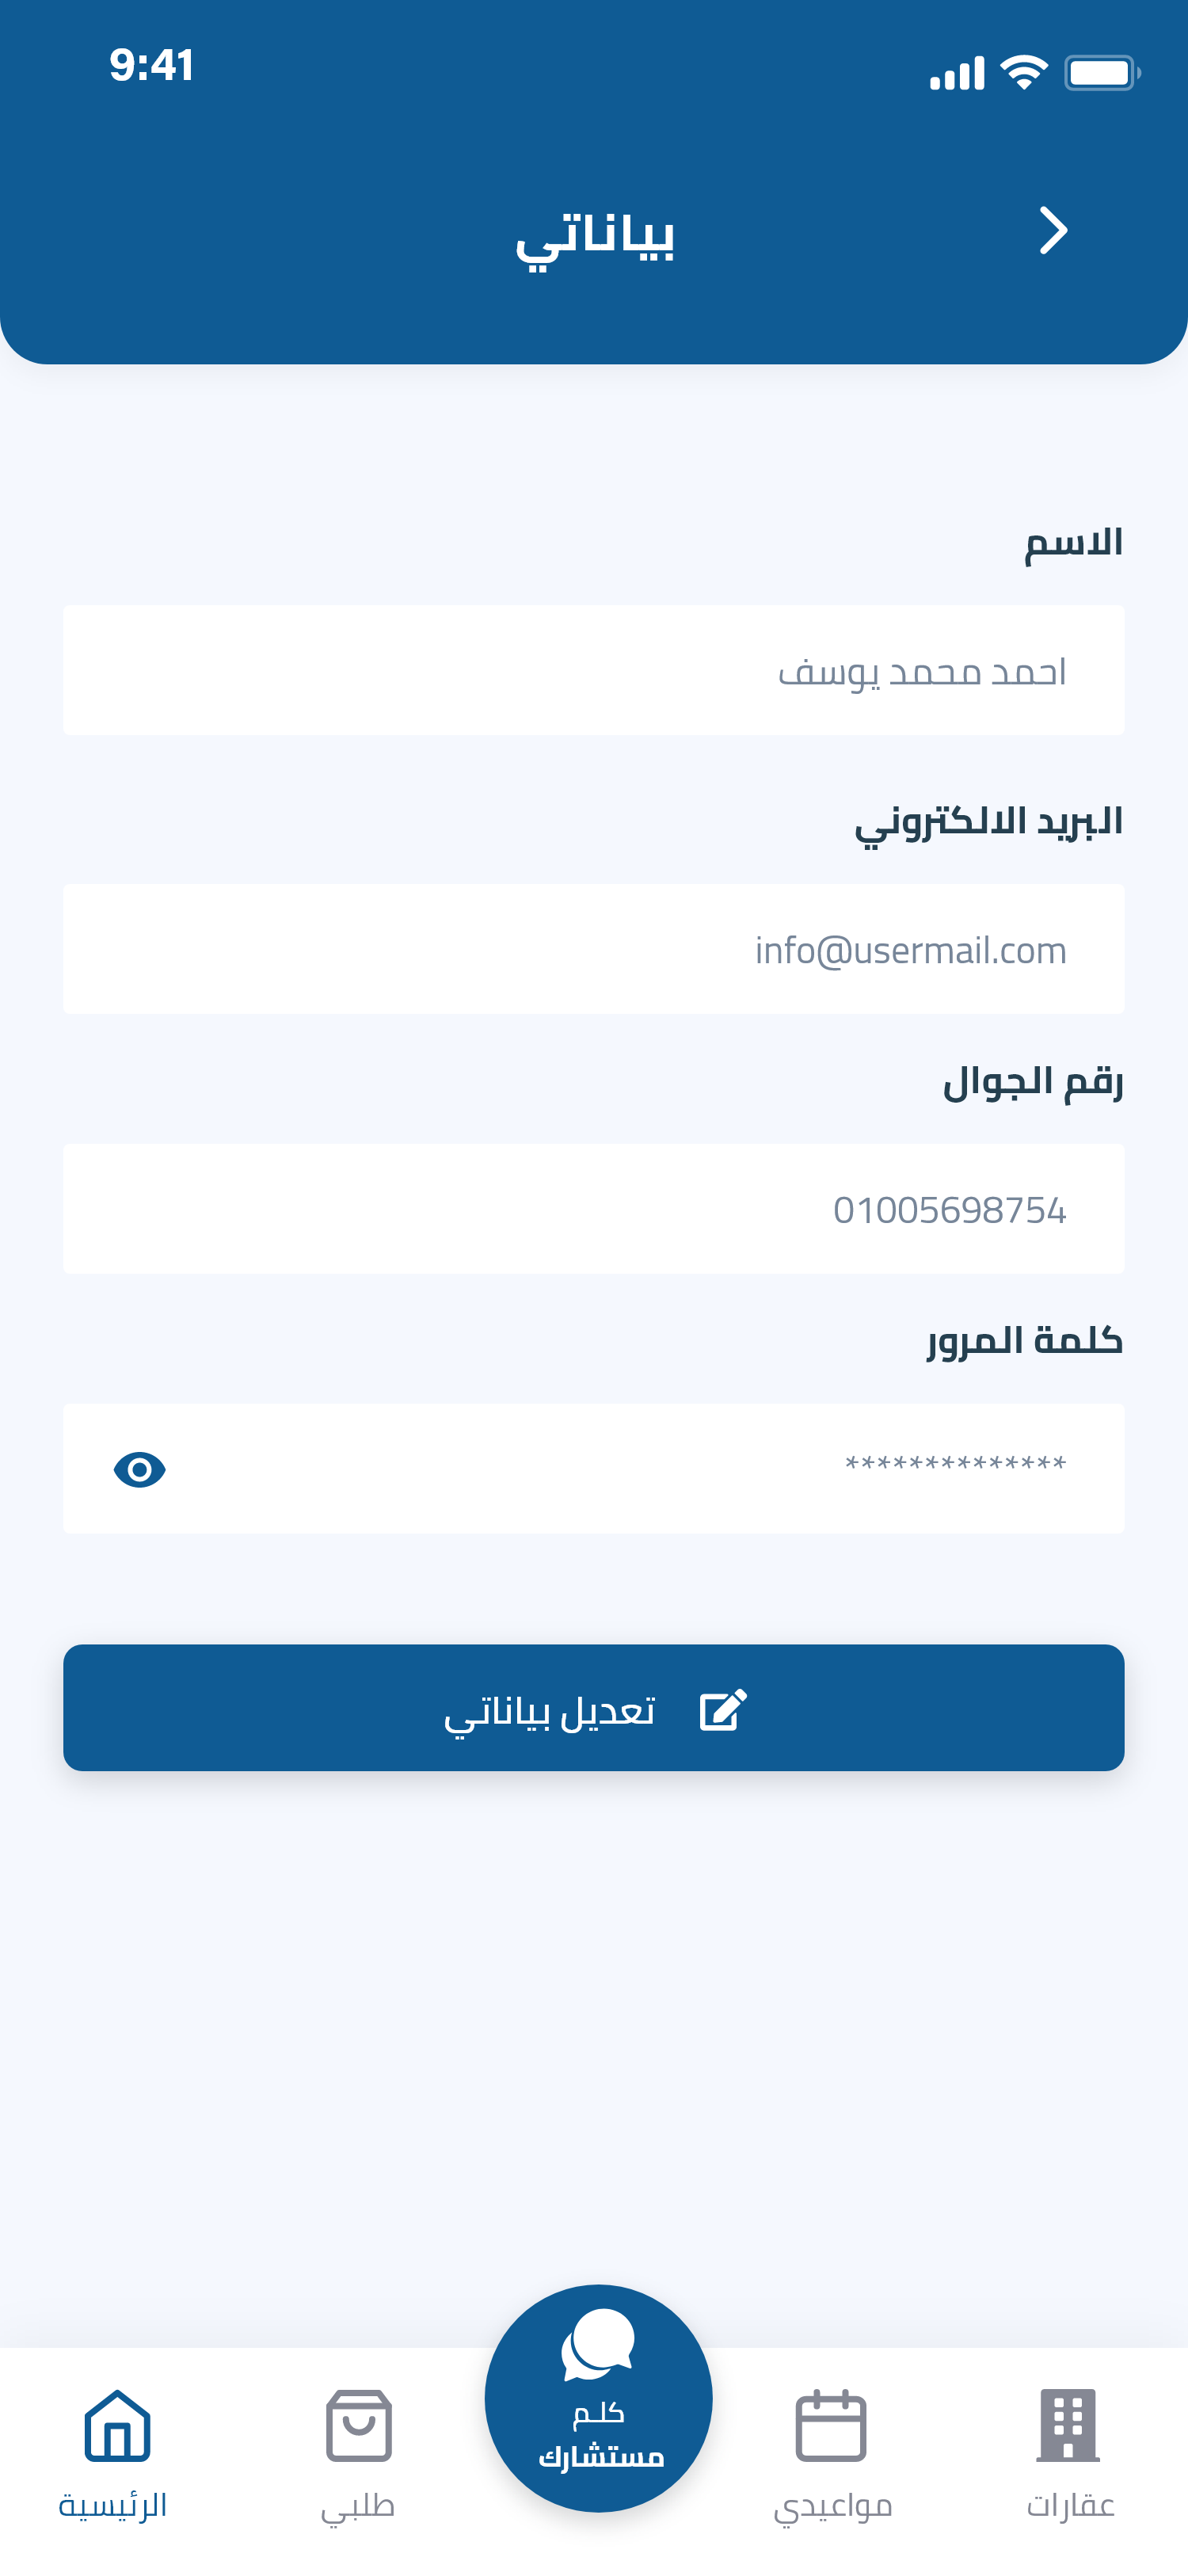 9:41
بياناتي
الاسم
احمد محمد يوسف
البريد الالكتروني
info@usermail.com
رقم الجوال
01005698754
كلمة المرور
**************
تعديل بياناتي
كلم
مستشارك
عقارات
مواعيدي
طلبي
الرئيسية